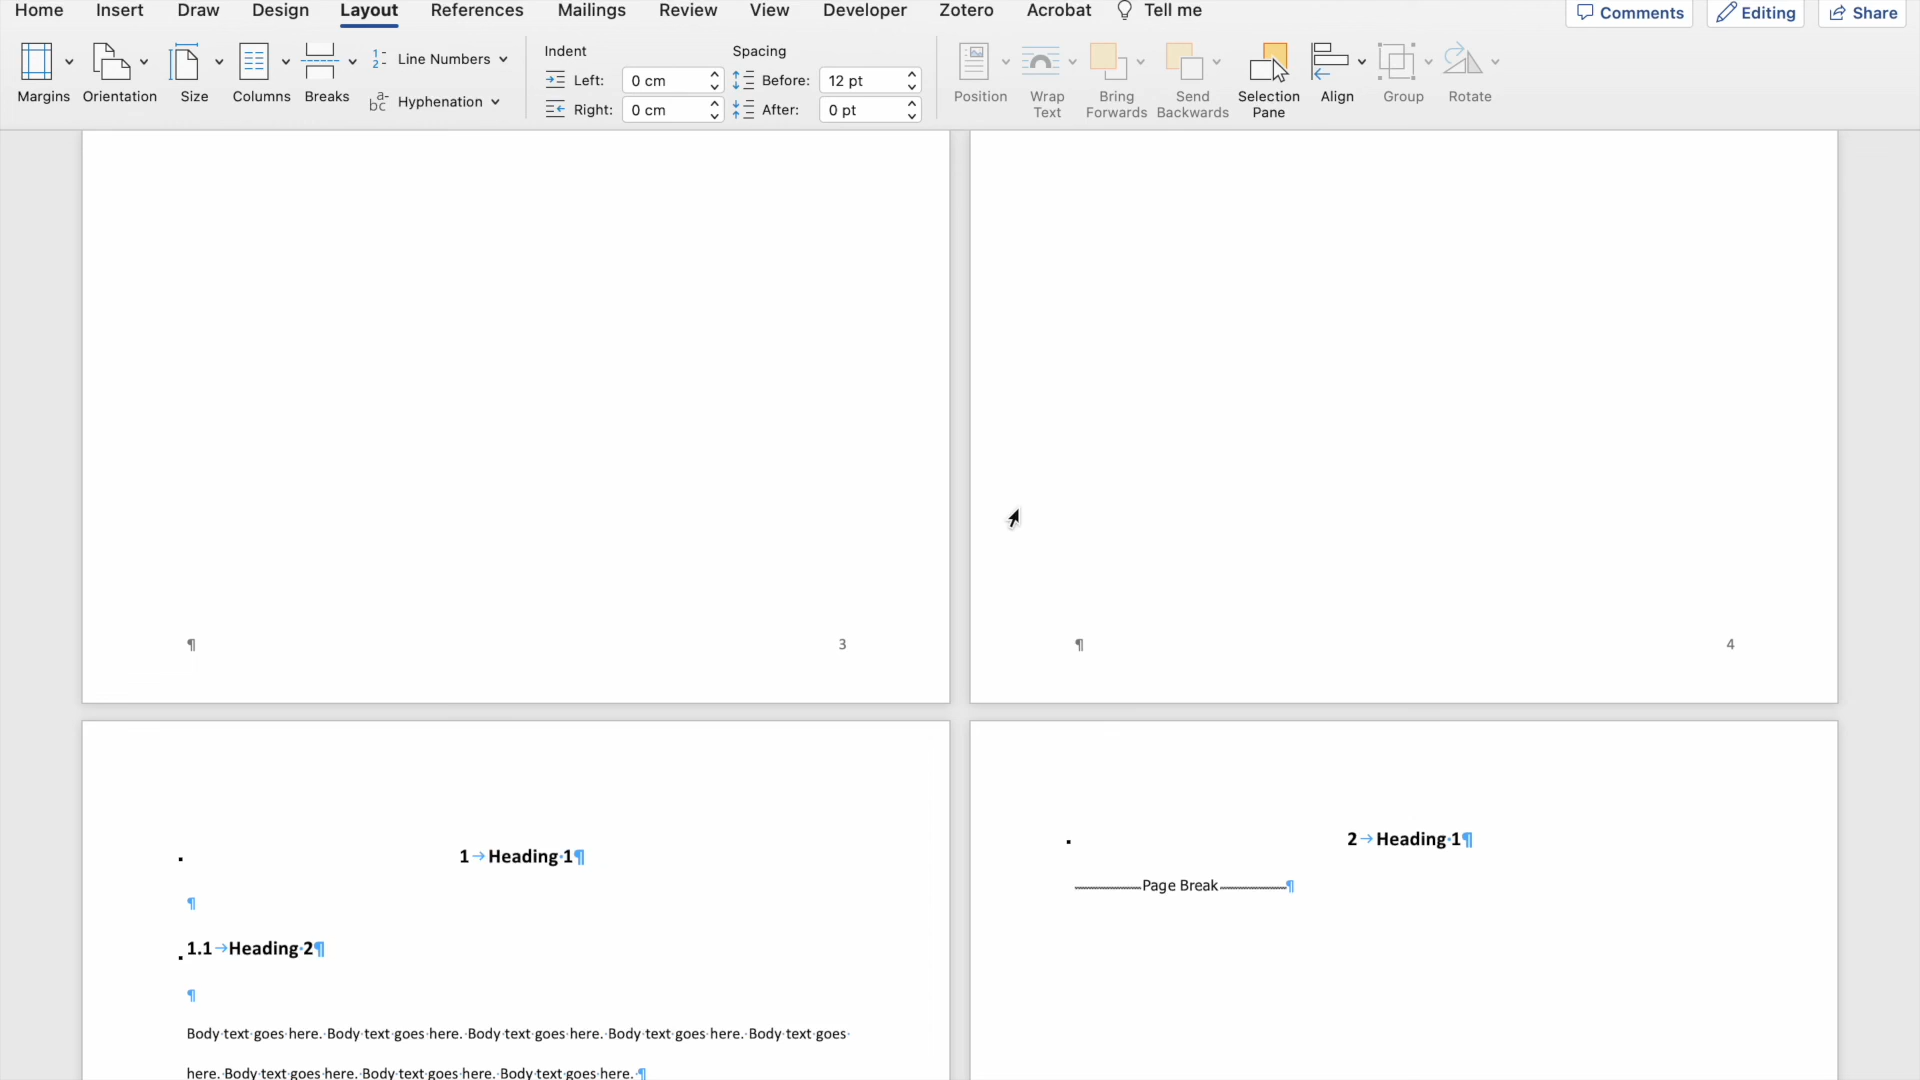 Home Insert Draw Design Layout References Mailings Review View Developer Zotero Acrobat Tell me Comments Editing Share
Margins Orientation Size Columns Breaks
1
2
Line Numbers
a-
bc
Hyphenation
Indent
Left: 0 cm
Right: 0 cm
Spacing
Before: 12 pt
After: 0 pt
Position
Wrap
Text
Bring
Forwards
Send
Backwards
Selection
Pane
Align
Group
Rotate
¶ 3
¶ 4
1→Heading·1¶
¶
1.1→Heading·2¶
¶
Body·text·goes·here.·Body·text·goes·here.·Body·text·goes·here.·Body·text·goes·here.·Body·text·goes·
here.·Body·text·goes·here.·Body·text·goes·here.·Body·text·goes·here.·¶
2→Heading·1¶
Page Break¶